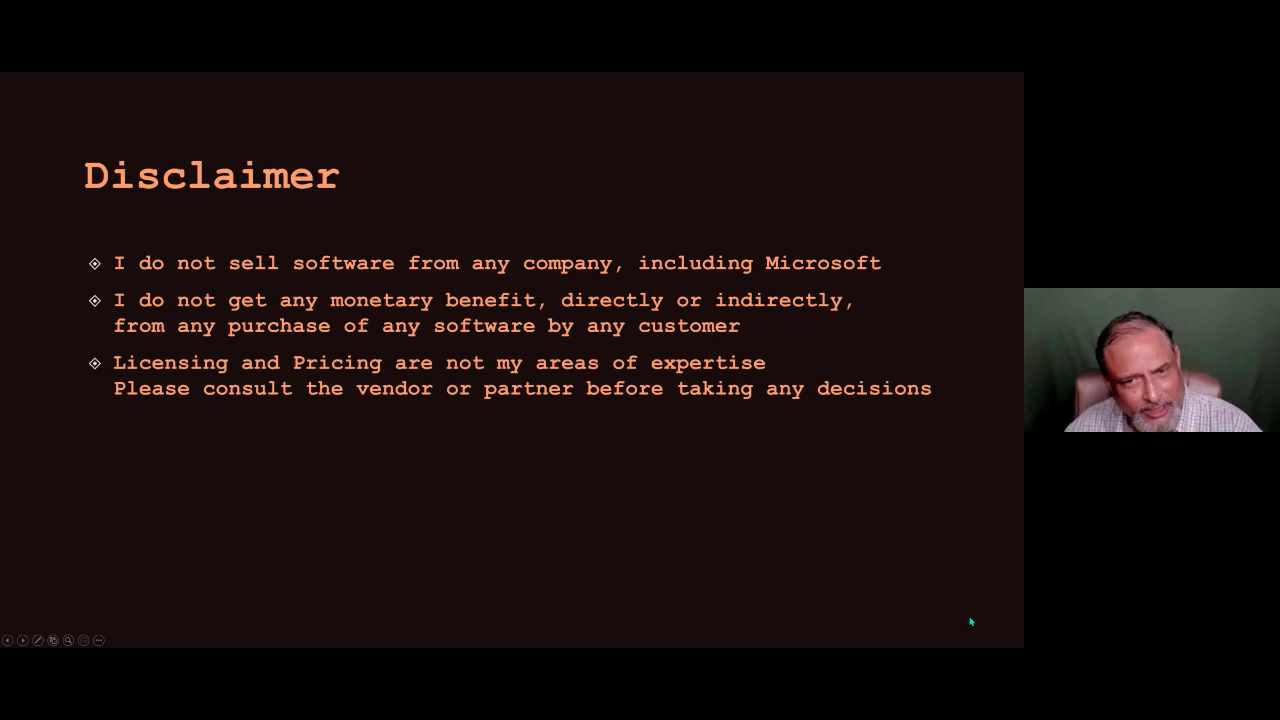 Disclaimer
I do not sell software from any company, including Microsoft
I do not get any monetary benefit, directly or indirectly,
from any purchase of any software by any customer
Licensing and Pricing are not my areas of expertise
Please consult the vendor or partner before taking any decisions